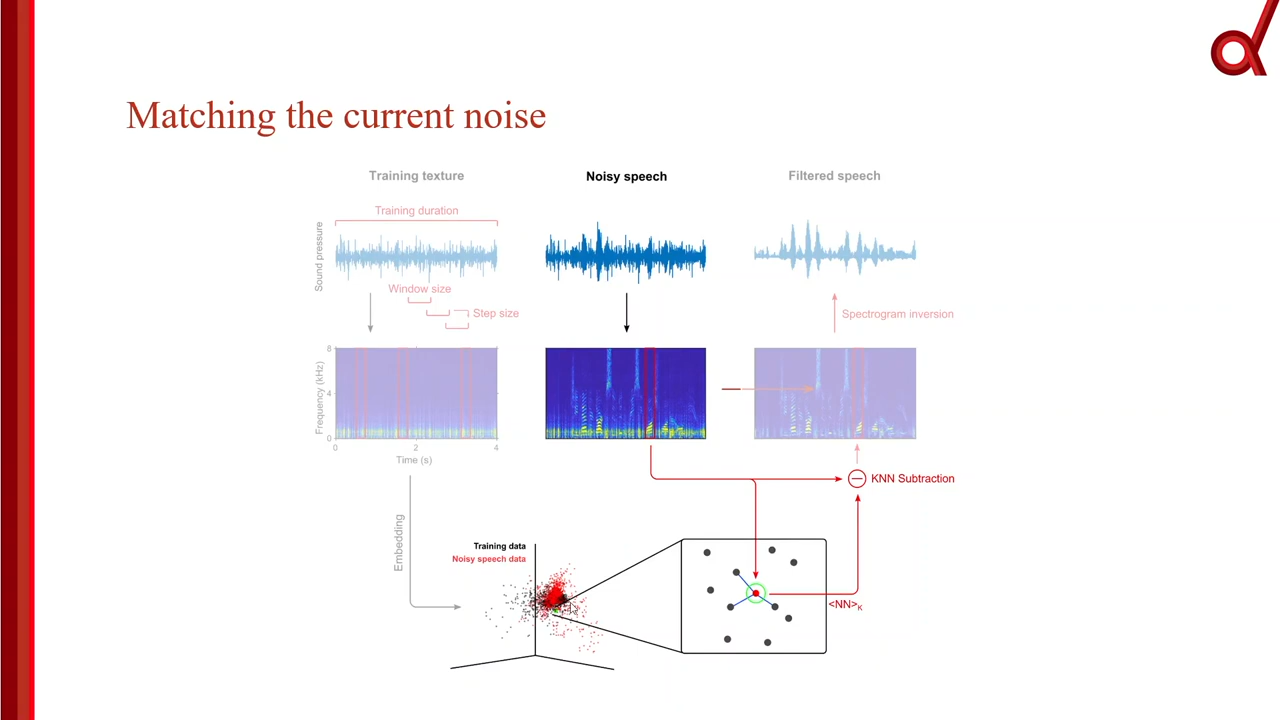 Matching the current noise
Training texture
Noisy speech
Filtered speech
Training duration
Sound pressure
Window size
Step size
Spectrogram inversion
Frequency (kHz)
8
4
0
0
2
4
Time (s)
KNN Subtraction
Embedding
Training data
Noisy speech data
<NN>K